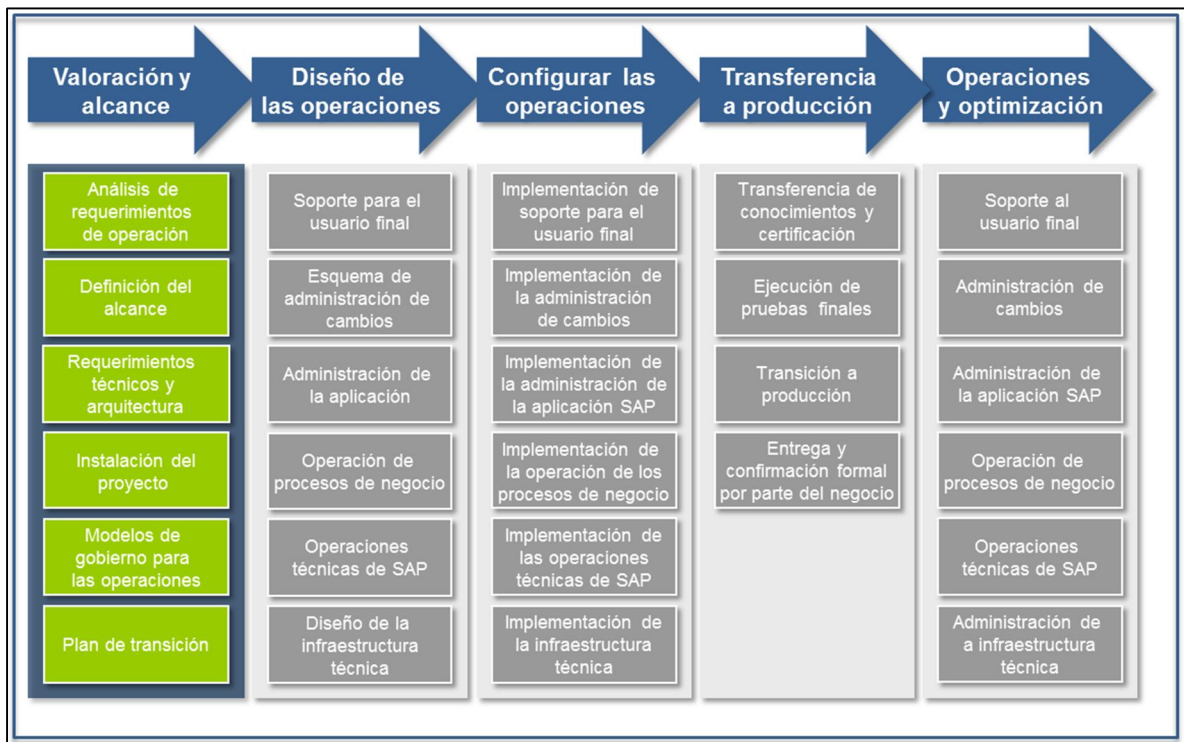 Valoración y
alcance
Diseño de
las operaciones
Configurar las
operaciones
Transferencia
a producción
Operaciones
y optimización
Análisis de
requerimientos
de operación
Definición del
alcance
Requerimientos
técnicos y
arquitectura
Instalación del
proyecto
Modelos de
gobierno para
las operaciones
Plan de transición
Soporte para el
usuario final
Esquema de
administración de
cambios
Administración de
la aplicación
Operación de
procesos de negocio
Operaciones
técnicas de SAP
Diseño de la
infraestructura
técnica
Implementación de
soporte para el
usuario final
Implementación de
la administración
de cambios
Implementación de
la administración de
la aplicación SAP
Implementación de
la operación de los
procesos de negocio
Implementación de
las operaciones
técnicas de SAP
Implementación de
la infraestructura
técnica
Transferencia de
conocimientos y
certificación
Ejecución de
pruebas finales
Transición a
producción
Entrega y
confirmación formal
por parte del negocio
Soporte al
usuario final
Administración de
cambios
Administración de
la aplicación SAP
Operación de
procesos de negocio
Operaciones
técnicas de SAP
Administración de
a infraestructura
técnica